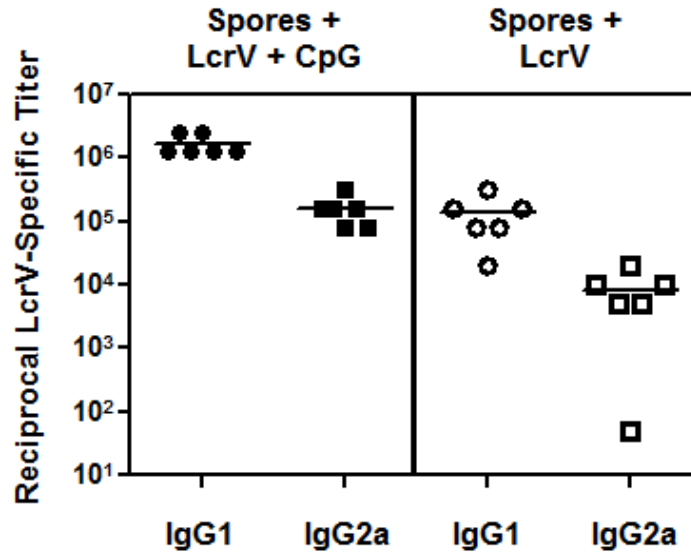 Spores +
LcrV + CpG
Spores +
LcrV
Reciprocal LcrV-Specific Titer
10⁷
10⁶
10⁵
10⁴
10³
10²
10¹
IgG1
IgG2a
IgG1
IgG2a